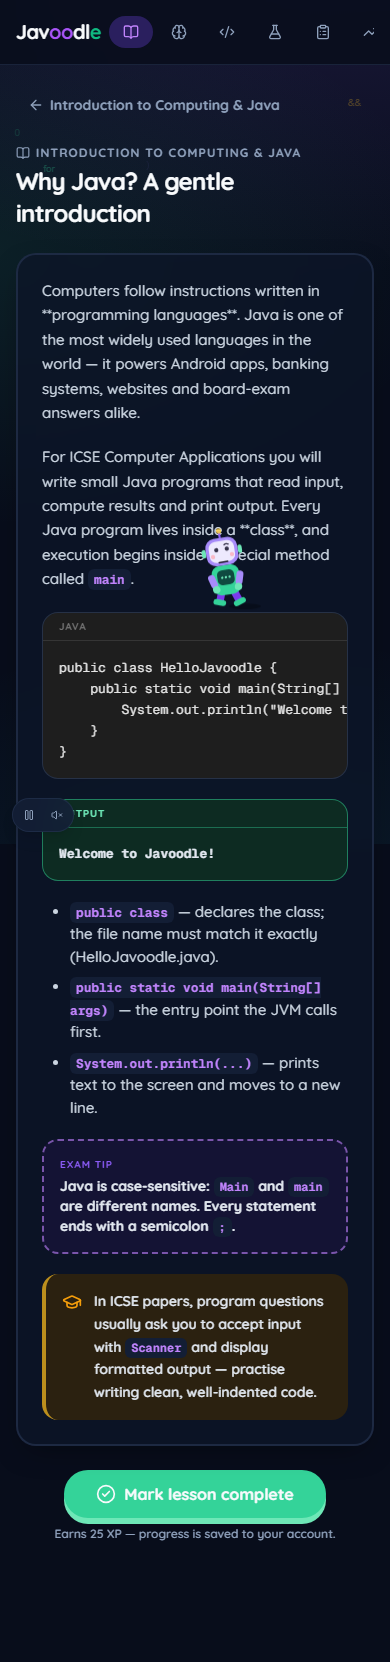 Javoodle
Introduction to Computing & Java
&&
INTRODUCTION TO COMPUTING & JAVA
for
Why Java? A gentle
introduction
Computers follow instructions written in
**programming languages**. Java is one of
the most widely used languages in the
world — it powers Android apps, banking
systems, websites and board-exam
answers alike.
For ICSE Computer Applications you will
write small Java programs that read input,
compute results and print output. Every
Java program lives inside a **class**, and
execution begins inside ecial method
called main.
JAVA
public class HelloJavoodle {
public static void main(String[]
System.out.println("Welcome t
}
}
TPUT
Welcome to Javoodle!
• public class — declares the class;
the file name must match it exactly
(HelloJavoodle.java).
• public static void main(String[]
args) — the entry point the JVM calls
first.
• System.out.println(...) — prints
text to the screen and moves to a new
line.
EXAM TIP
Java is case-sensitive: Main and main
are different names. Every statement
ends with a semicolon ;.
In ICSE papers, program questions
usually ask you to accept input
with Scanner and display
formatted output — practise
writing clean, well-indented code.
Mark lesson complete
Earns 25 XP — progress is saved to your account.